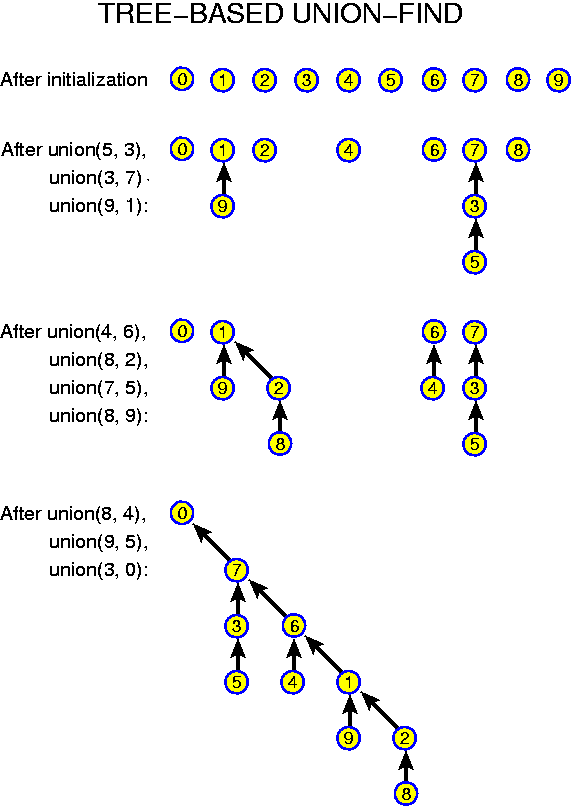 TREE-BASED UNION-FIND
After initialization 0 1 2 3 4 5 6 7 8 9
After union(5, 3), 0 1 2 4 6 7 8
union(3, 7) .
union(9, 1): 9 3
5
After union(4, 6), 0 1 6 7
union(8, 2),
union(7, 5), 9 2 4 3
union(8, 9):
8 5
After union(8, 4), 0
union(9, 5),
union(3, 0): 7
3 6
5 4 1
9 2
8